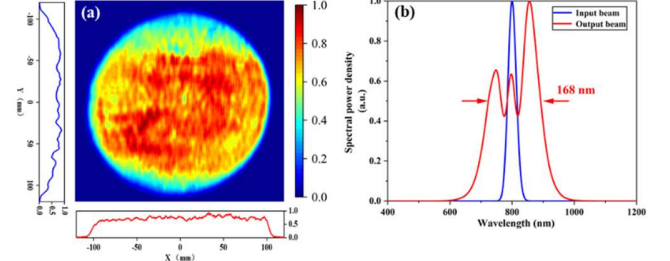 (a)
-100
-50
0
50
100
Y (mm)
0.0 0.5 1.0
1.0
0.8
0.6
0.4
0.2
0.0
1.0
0.5
0.0
-100 -50 0 50 100
X (mm)
(b)
Input beam
Output beam
168 nm
1.0
0.8
0.6
0.4
0.2
0.0
Spectral power density
(a.u.)
400 600 800 1000 1200
Wavelength (nm)